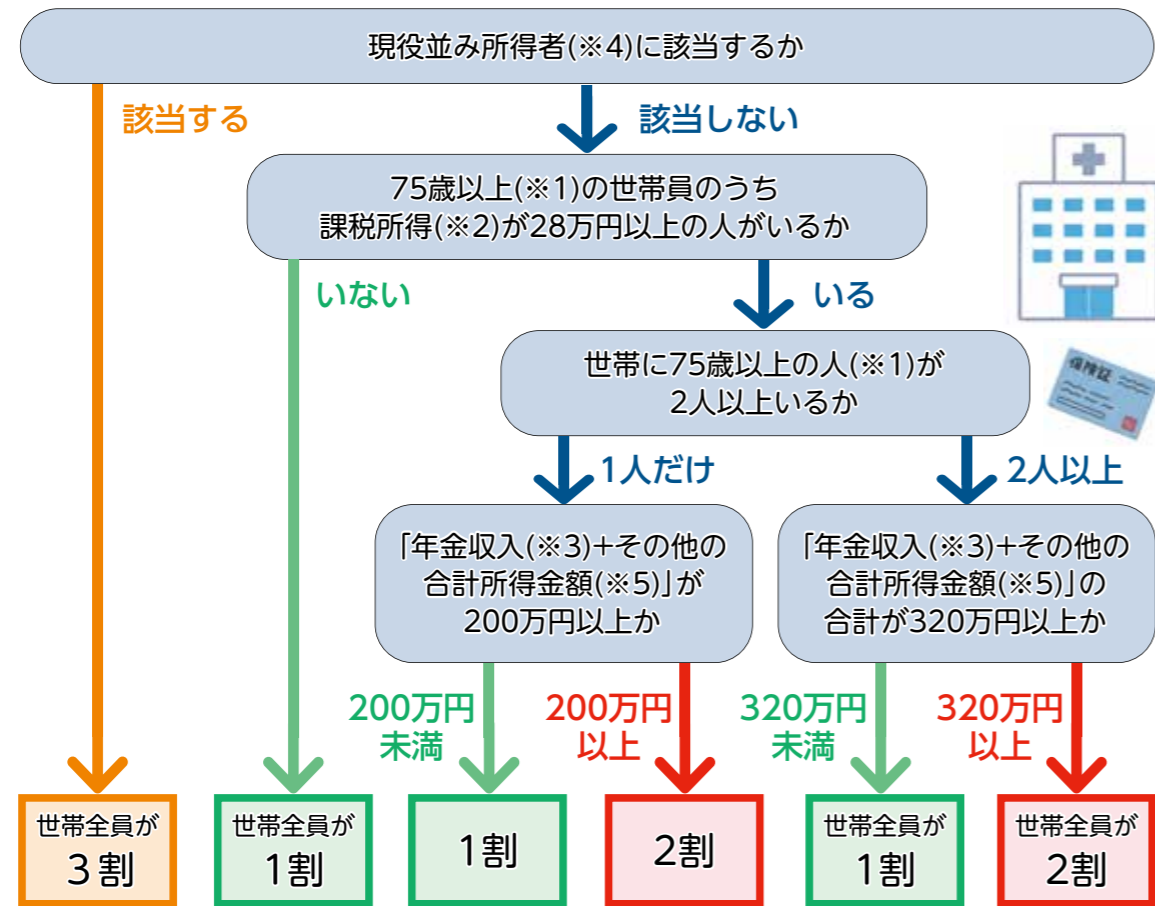 現役並み所得者(※4)に該当するか
該当する
該当しない
75歳以上(※1)の世帯員のうち
課税所得(※2)が28万円以上の人がいるか
いない
いる
世帯に75歳以上の人(※1)が
2人以上いるか
保険証
1人だけ
2人以上
「年金収入(※3)+その他の
合計所得金額(※5)」が
200万円以上か
「年金収入(※3)+その他の
合計所得金額(※5)」の
合計が320万円以上か
200万円
未満
200万円
以上
320万円
未満
320万円
以上
世帯全員が
3割
世帯全員が
1割
1割
2割
世帯全員が
1割
世帯全員が
2割